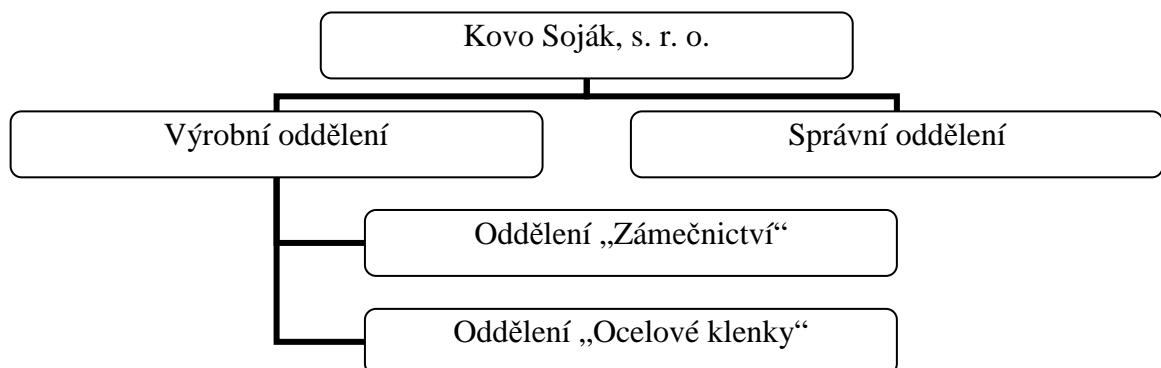 Kovo Soják, s. r. o.
Výrobní oddělení
Správní oddělení
Oddělení „Zámečnictví“
Oddělení „Ocelové klenky“